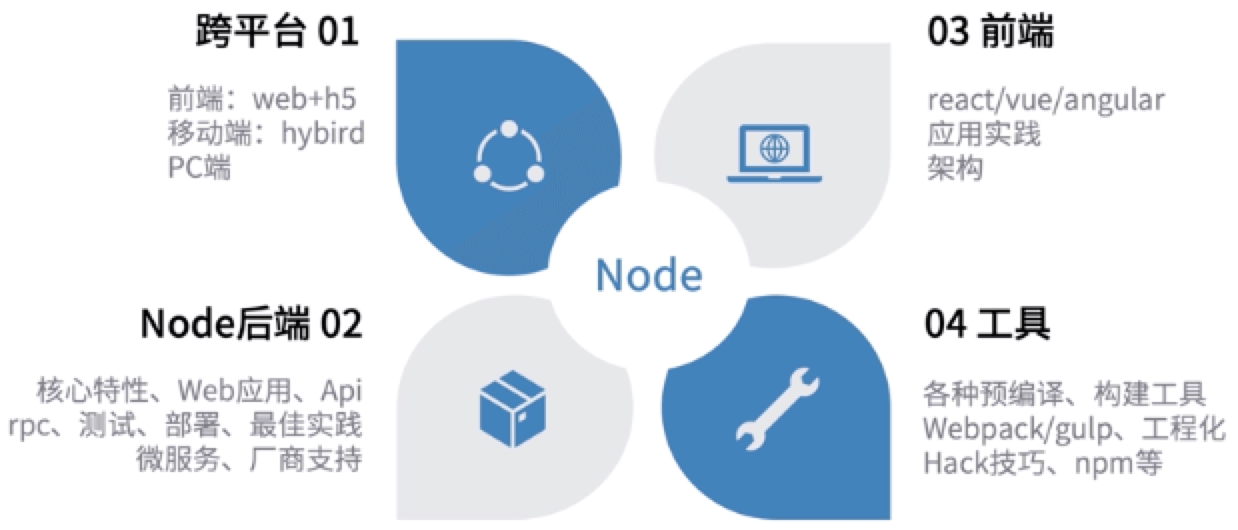 跨平台 01
前端：web+h5
移动端：hybird
PC端
Node后端 02
核心特性、Web应用、Api
rpc、测试、部署、最佳实践
微服务、厂商支持
Node
03 前端
react/vue/angular
应用实践
架构
04 工具
各种预编译、构建工具
Webpack/gulp、工程化
Hack技巧、npm等